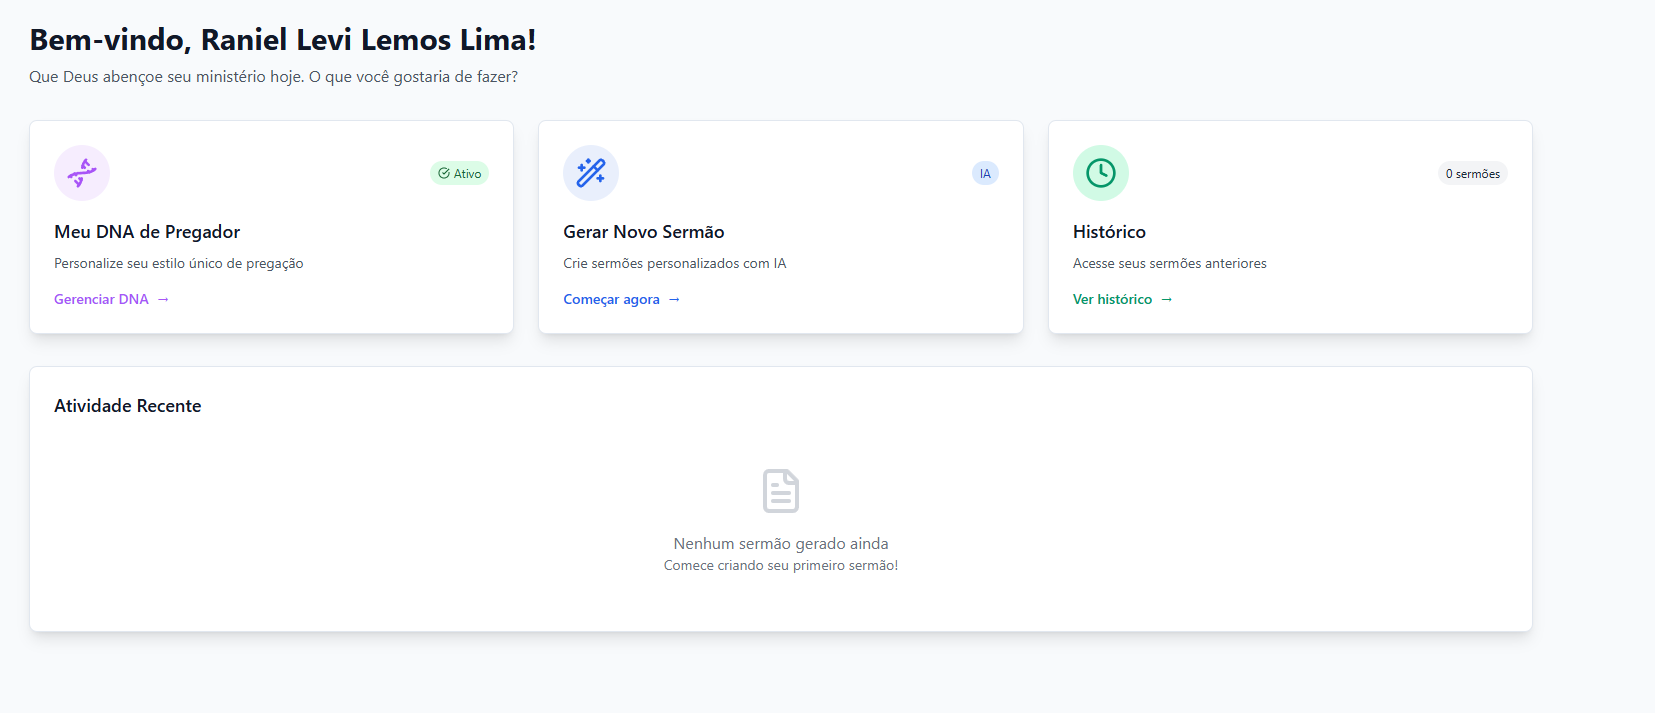 Bem-vindo, Raniel Levi Lemos Lima!
Que Deus abençoe seu ministério hoje. O que você gostaria de fazer?
Ativo
Meu DNA de Pregador
Personalize seu estilo único de pregação
Gerenciar DNA →
IA
Gerar Novo Sermão
Crie sermões personalizados com IA
Começar agora →
0 sermões
Histórico
Acesse seus sermões anteriores
Ver histórico →
Atividade Recente
Nenhum sermão gerado ainda
Comece criando seu primeiro sermão!